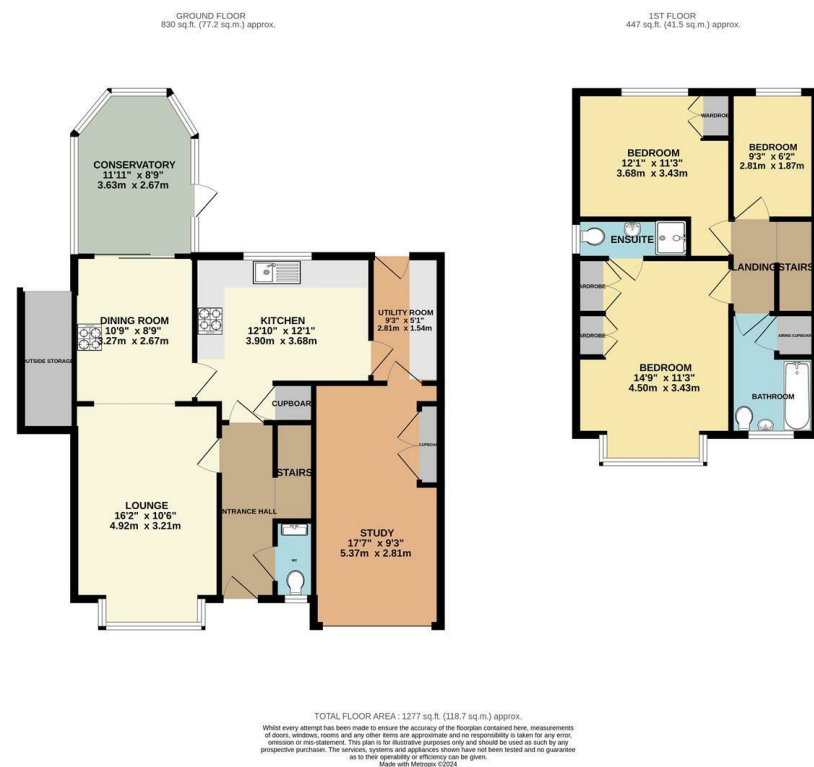 GROUND FLOOR
830 sq.ft. (77.2 sq.m.) approx.
1ST FLOOR
447 sq.ft. (41.5 sq.m.) approx.
CONSERVATORY
11'11" x 8'9"
3.63m x 2.67m
DINING ROOM
10'9" x 8'9"
3.27m x 2.67m
KITCHEN
12'10" x 12'1"
3.90m x 3.68m
UTILITY ROOM
9'3" x 5'1"
2.81m x 1.54m
OUTSIDE STORAGE
CUPBOARD
CUPBOARD
STAIRS
ENTRANCE HALL
LOUNGE
16'2" x 10'6"
4.92m x 3.21m
WC
STUDY
17'7" x 9'3"
5.37m x 2.81m
WARDROBE
BEDROOM
12'1" x 11'3"
3.68m x 3.43m
BEDROOM
9'3" x 6'2"
2.81m x 1.87m
ENSUITE
LANDING
STAIRS
WARDROBE
WARDROBE
AIRING CUPBOARD
BEDROOM
14'9" x 11'3"
4.50m x 3.43m
BATHROOM
TOTAL FLOOR AREA : 1277 sq.ft. (118.7 sq.m.) approx.
Whilst every attempt has been made to ensure the accuracy of the floorplan contained here, measurements
of doors, windows, rooms and any other items are approximate and no responsibility is taken for any error,
omission or mis-statement. This plan is for illustrative purposes only and should be used as such by any
prospective purchaser. The services, systems and appliances shown have not been tested and no guarantee
as to their operability or efficiency can be given.
Made with Metropix ©2024